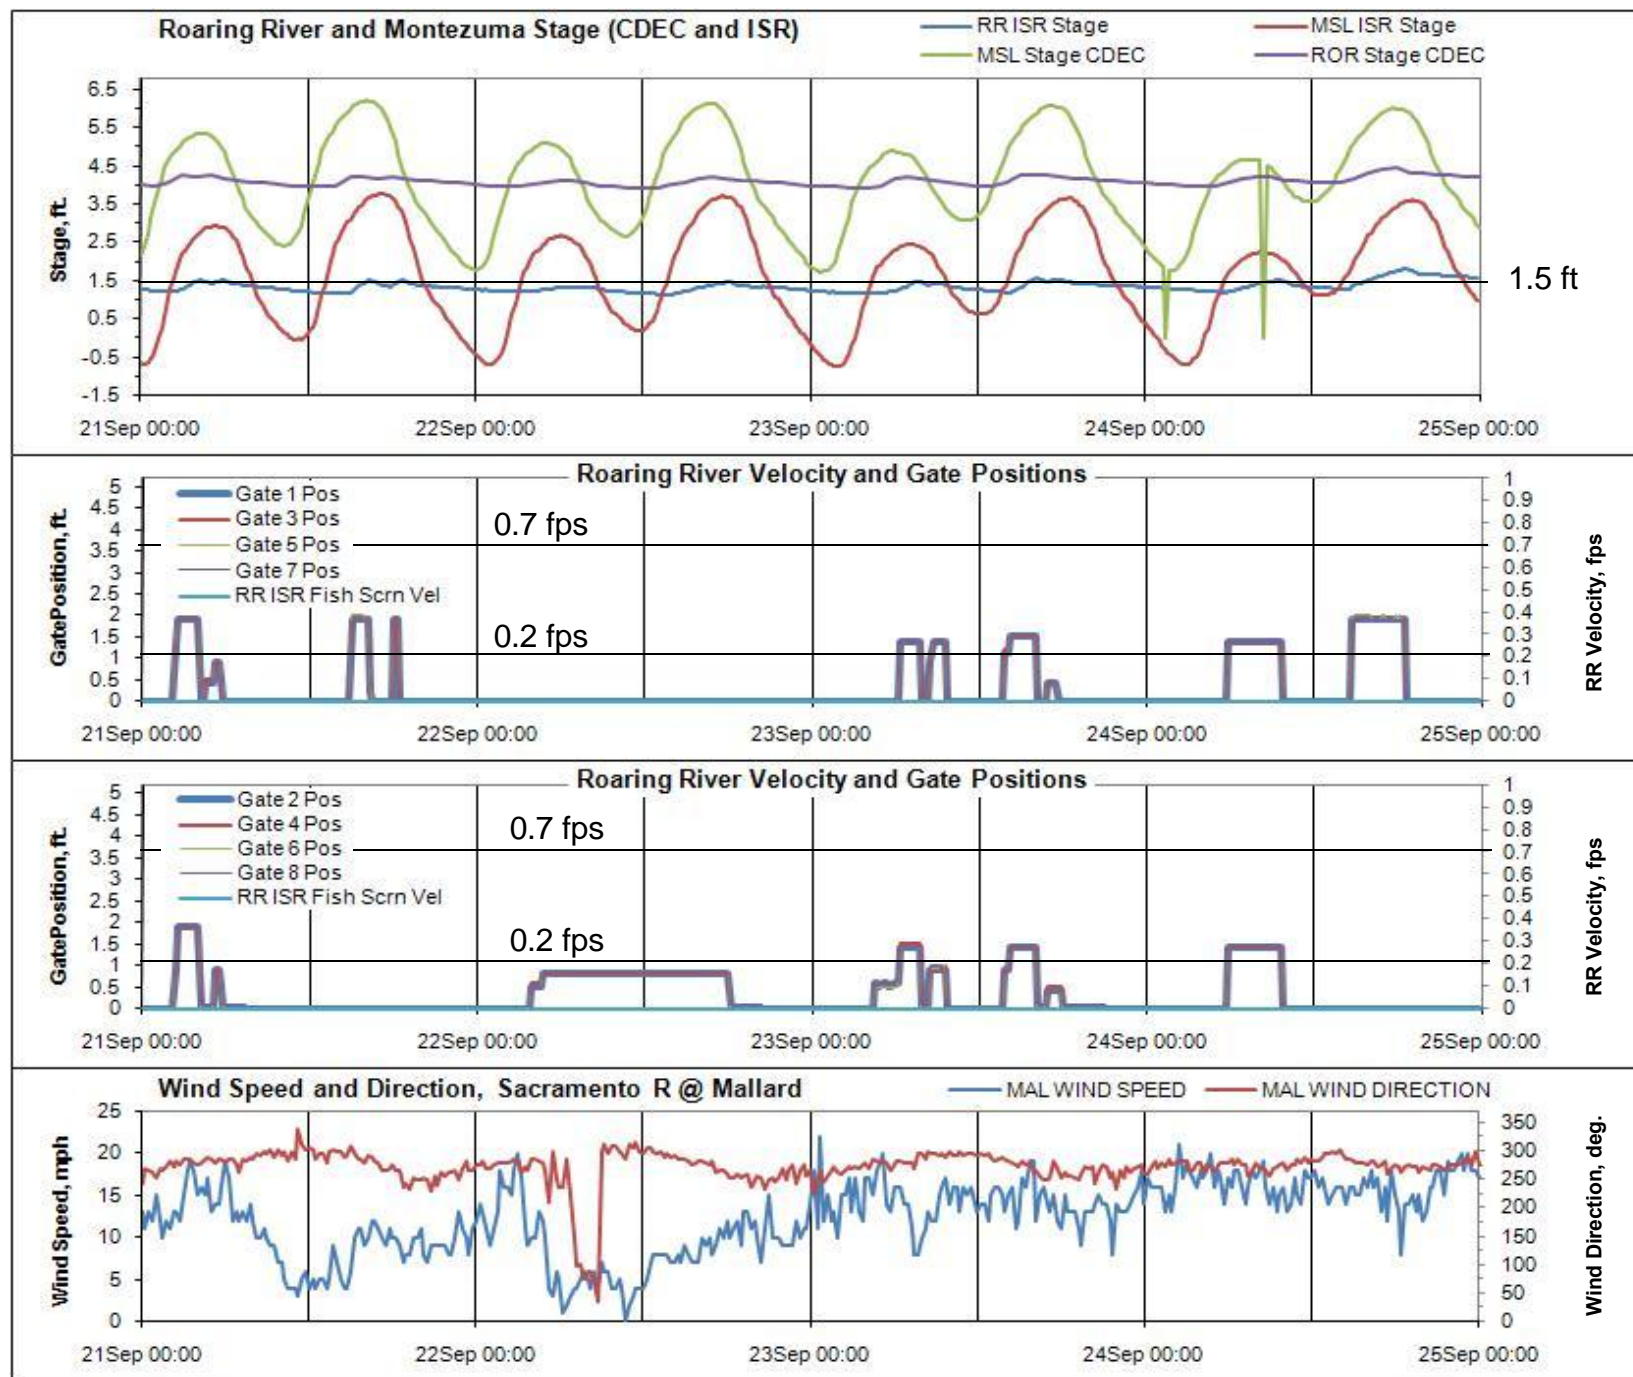 Roaring River and Montezuma Stage (CDEC and ISR)
RR ISR Stage
MSL ISR Stage
MSL Stage CDEC
ROR Stage CDEC
Stage, ft.
6.5
5.5
4.5
3.5
2.5
1.5
0.5
-0.5
-1.5
1.5 ft
21Sep 00:00
22Sep 00:00
23Sep 00:00
24Sep 00:00
25Sep 00:00
Roaring River Velocity and Gate Positions
GatePosition, ft.
5
4.5
4
3.5
3
2.5
2
1.5
1
0.5
0
Gate 1 Pos
Gate 3 Pos
Gate 5 Pos
Gate 7 Pos
RR ISR Fish Scrn Vel
0.7 fps
0.2 fps
1
0.9
0.8
0.7
0.6
0.5
0.4
0.3
0.2
0.1
0
RR Velocity, fps
21Sep 00:00
22Sep 00:00
23Sep 00:00
24Sep 00:00
25Sep 00:00
Roaring River Velocity and Gate Positions
GatePosition, ft.
5
4.5
4
3.5
3
2.5
2
1.5
1
0.5
0
Gate 2 Pos
Gate 4 Pos
Gate 6 Pos
Gate 8 Pos
RR ISR Fish Scrn Vel
0.7 fps
0.2 fps
1
0.9
0.8
0.7
0.6
0.5
0.4
0.3
0.2
0.1
0
RR Velocity, fps
21Sep 00:00
22Sep 00:00
23Sep 00:00
24Sep 00:00
25Sep 00:00
Wind Speed and Direction, Sacramento R @ Mallard
MAL WIND SPEED
MAL WIND DIRECTION
Wind Speed, mph
25
20
15
10
5
0
350
300
250
200
150
100
50
0
Wind Direction, deg.
21Sep 00:00
22Sep 00:00
23Sep 00:00
24Sep 00:00
25Sep 00:00